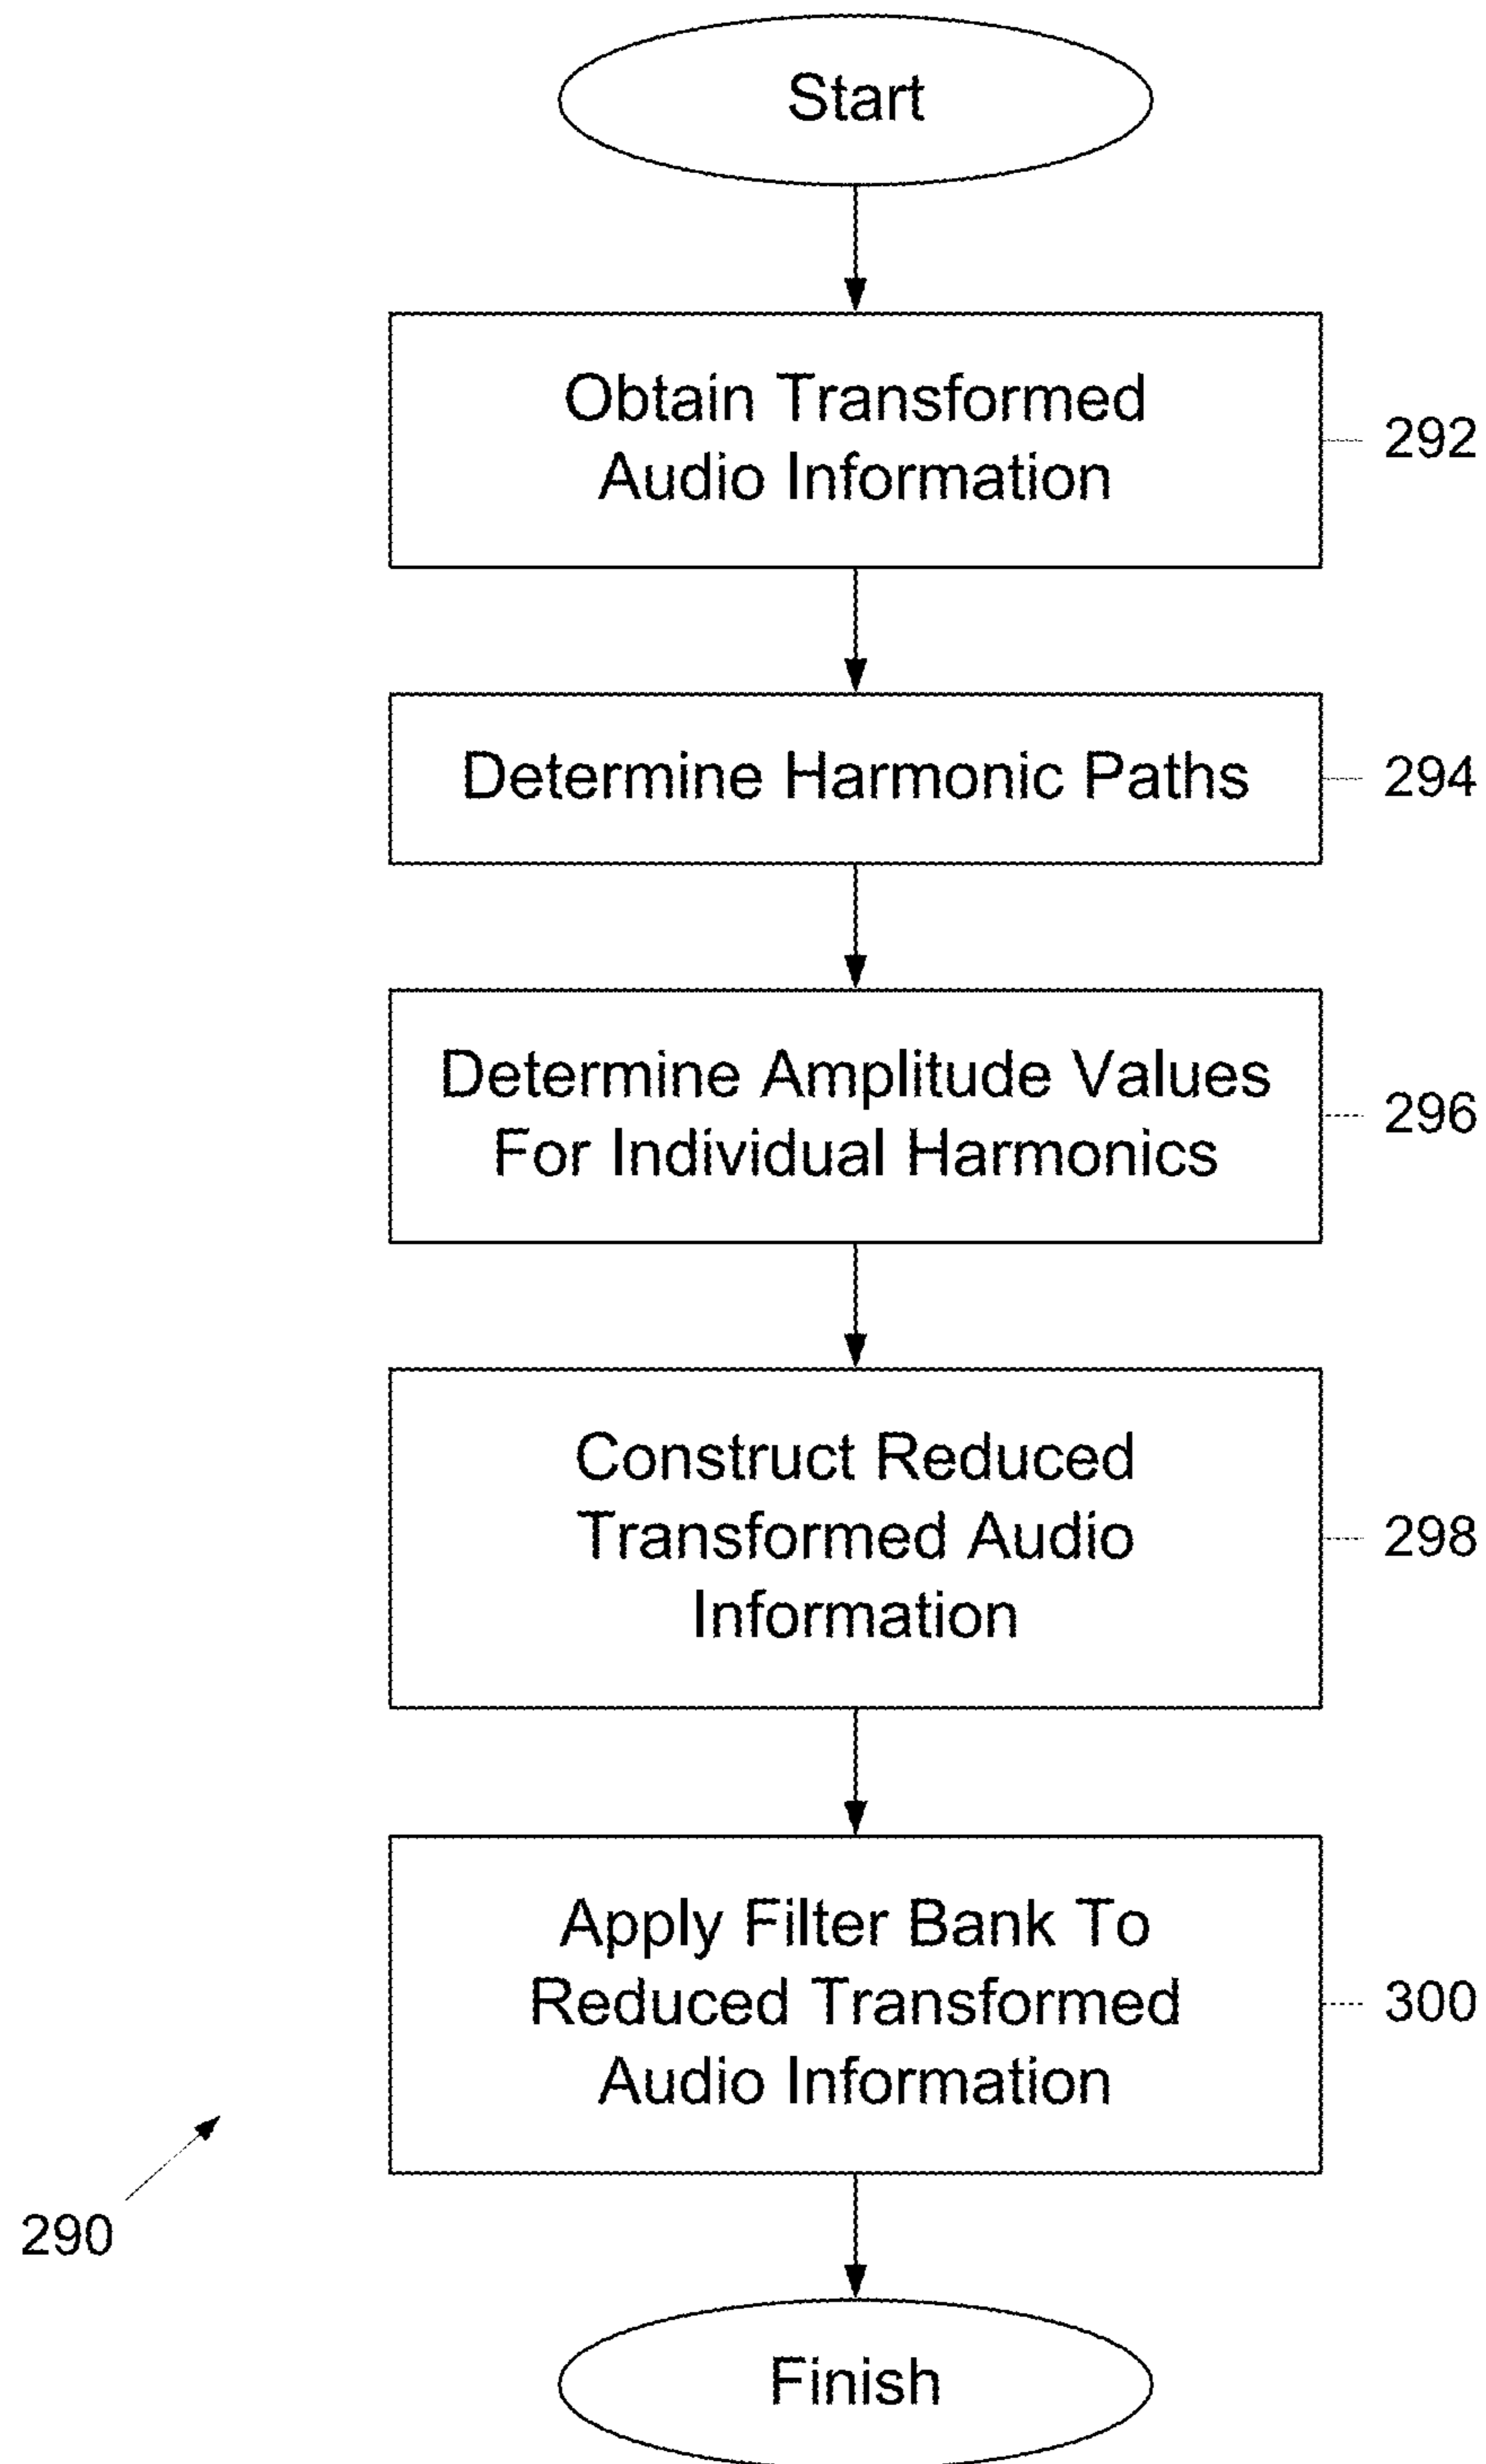 Start
Obtain Transformed
Audio Information
292
Determine Harmonic Paths
294
Determine Amplitude Values
For Individual Harmonics
296
Construct Reduced
Transformed Audio
Information
298
Apply Filter Bank To
Reduced Transformed
Audio Information
300
290
Finish